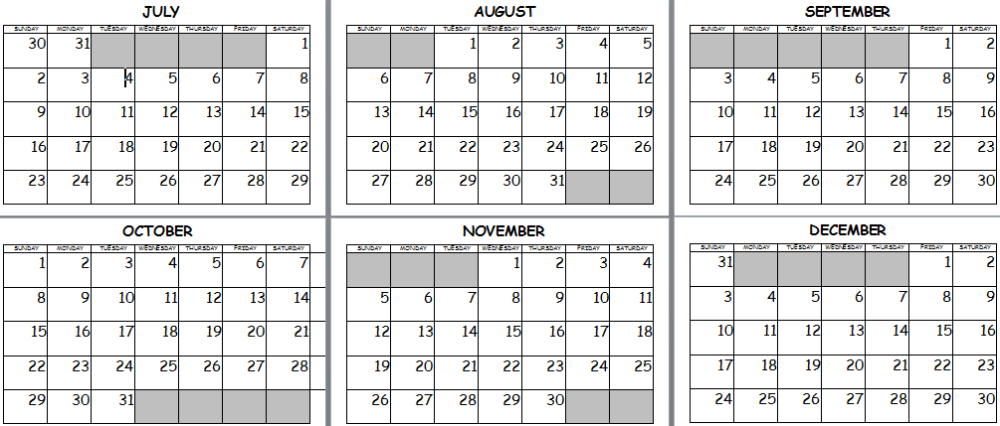 JULY AUGUST SEPTEMBER
SUNDAY MONDAY TUESDAY WEDNESDAY THURSDAY FRIDAY SATURDAY SUNDAY MONDAY TUESDAY WEDNESDAY THURSDAY FRIDAY SATURDAY SUNDAY MONDAY TUESDAY WEDNESDAY THURSDAY FRIDAY SATURDAY
30 31 1 1 2 3 4 5 1 2
2 3 4 5 6 7 8 6 7 8 9 10 11 12 3 4 5 6 7 8 9
9 10 11 12 13 14 15 13 14 15 16 17 18 19 10 11 12 13 14 15 16
16 17 18 19 20 21 22 20 21 22 23 24 25 26 17 18 19 20 21 22 23
23 24 25 26 27 28 29 27 28 29 30 31 24 25 26 27 28 29 30
OCTOBER NOVEMBER DECEMBER
SUNDAY MONDAY TUESDAY WEDNESDAY THURSDAY FRIDAY SATURDAY SUNDAY MONDAY TUESDAY WEDNESDAY THURSDAY FRIDAY SATURDAY SUNDAY MONDAY TUESDAY WEDNESDAY THURSDAY FRIDAY SATURDAY
1 2 3 4 5 6 7 1 2 3 4 31 1 2
8 9 10 11 12 13 14 5 6 7 8 9 10 11 3 4 5 6 7 8 9
15 16 17 18 19 20 21 12 13 14 15 16 17 18 10 11 12 13 14 15 16
22 23 24 25 26 27 28 19 20 21 22 23 24 25 17 18 19 20 21 22 23
29 30 31 26 27 28 29 30 24 25 26 27 28 29 30